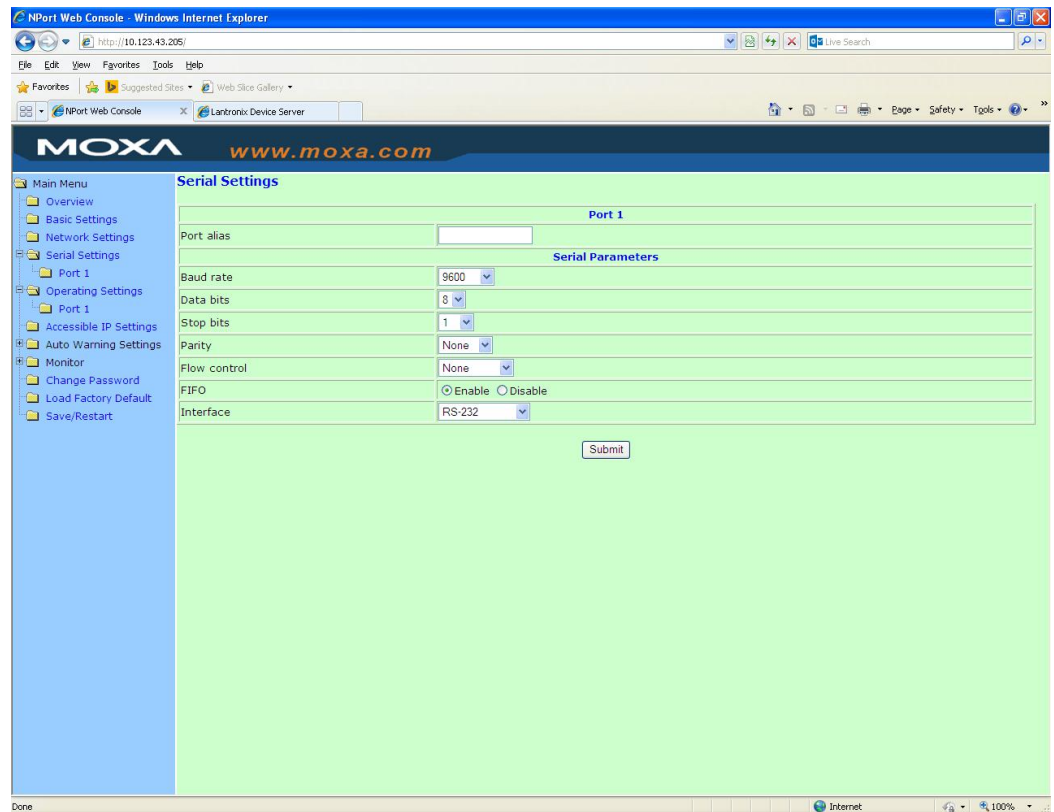 NPort Web Console - Windows Internet Explorer
http://10.123.43.205/
Live Search
File Edit View Favorites Tools Help
Favorites Suggested Sites Web Slice Gallery
NPort Web Console Lantronix Device Server
Page Safety Tools »
MOXA www.moxa.com
Main Menu
Overview
Basic Settings
Network Settings
Serial Settings
Port 1
Operating Settings
Port 1
Accessible IP Settings
Auto Warning Settings
Monitor
Change Password
Load Factory Default
Save/Restart
Serial Settings
Port 1
Port alias
Serial Parameters
Baud rate 9600
Data bits 8
Stop bits 1
Parity None
Flow control None
FIFO Enable Disable
Interface RS-232
Submit
Done Internet 100%